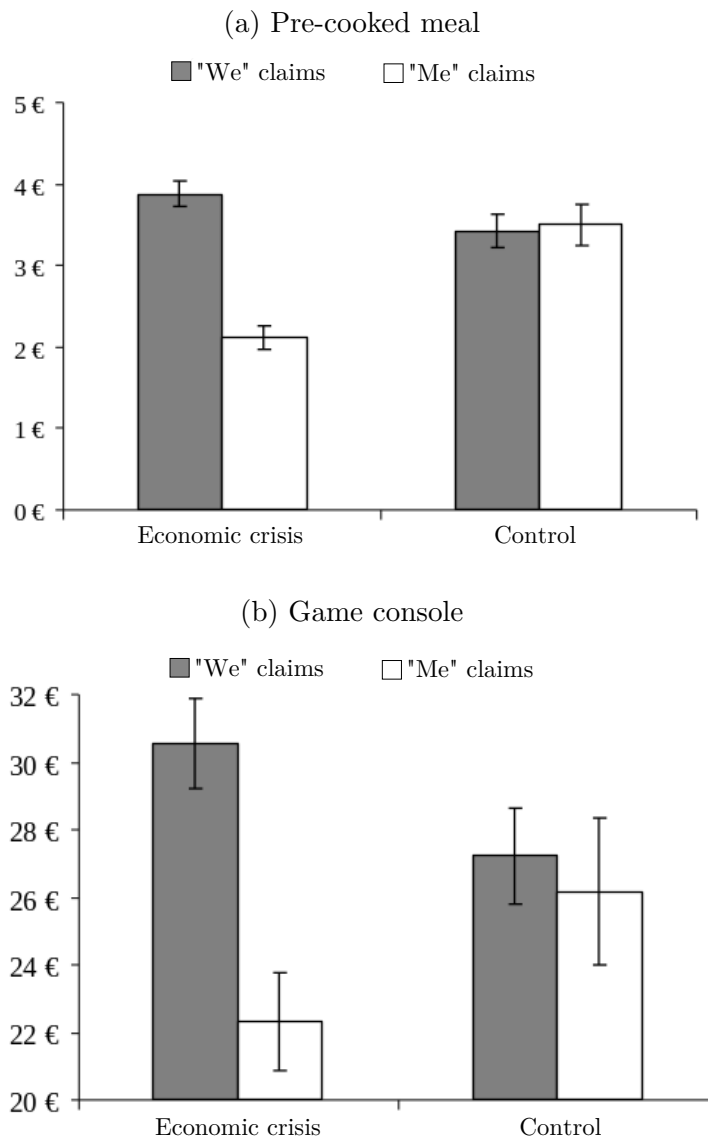 (a) Pre-cooked meal
"We" claims "Me" claims
5 €
4 €
3 €
2 €
1 €
0 €
Economic crisis Control
(b) Game console
"We" claims "Me" claims
32 €
30 €
28 €
26 €
24 €
22 €
20 €
Economic crisis Control